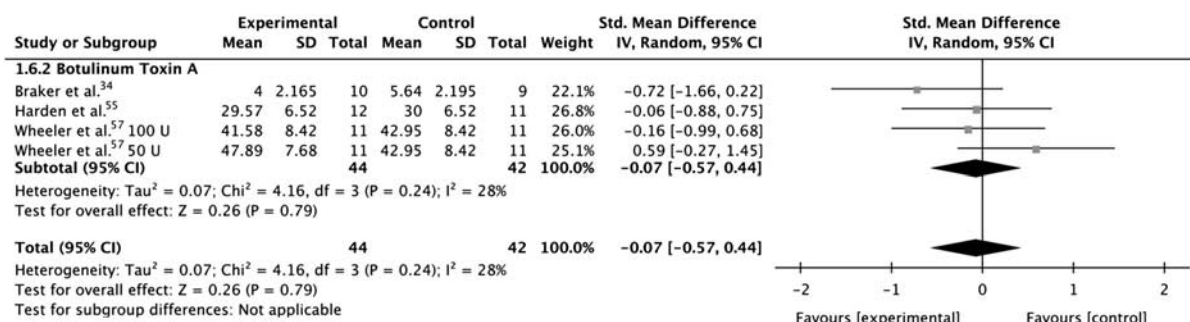 Experimental Control Std. Mean Difference Std. Mean Difference
Study or Subgroup Mean SD Total Mean SD Total Weight IV, Random, 95% CI IV, Random, 95% CI
1.6.2 Botulinum Toxin A
Braker et al.³⁴ 4 2.165 10 5.64 2.195 9 22.1% −0.72 [−1.66, 0.22]
Harden et al.⁵⁵ 29.57 6.52 12 30 6.52 11 26.8% −0.06 [−0.88, 0.75]
Wheeler et al.⁵⁷ 100 U 41.58 8.42 11 42.95 8.42 11 26.0% −0.16 [−0.99, 0.68]
Wheeler et al.⁵⁷ 50 U 47.89 7.68 11 42.95 8.42 11 25.1% 0.59 [−0.27, 1.45]
Subtotal (95% CI) 44 42 100.0% −0.07 [−0.57, 0.44]
Heterogeneity: Tau² = 0.07; Chi² = 4.16, df = 3 (P = 0.24); I² = 28%
Test for overall effect: Z = 0.26 (P = 0.79)
Total (95% CI) 44 42 100.0% −0.07 [−0.57, 0.44]
Heterogeneity: Tau² = 0.07; Chi² = 4.16, df = 3 (P = 0.24); I² = 28%
Test for overall effect: Z = 0.26 (P = 0.79)
Test for subgroup differences: Not applicable
−2 −1 0 1 2
Favours [experimental] Favours [control]